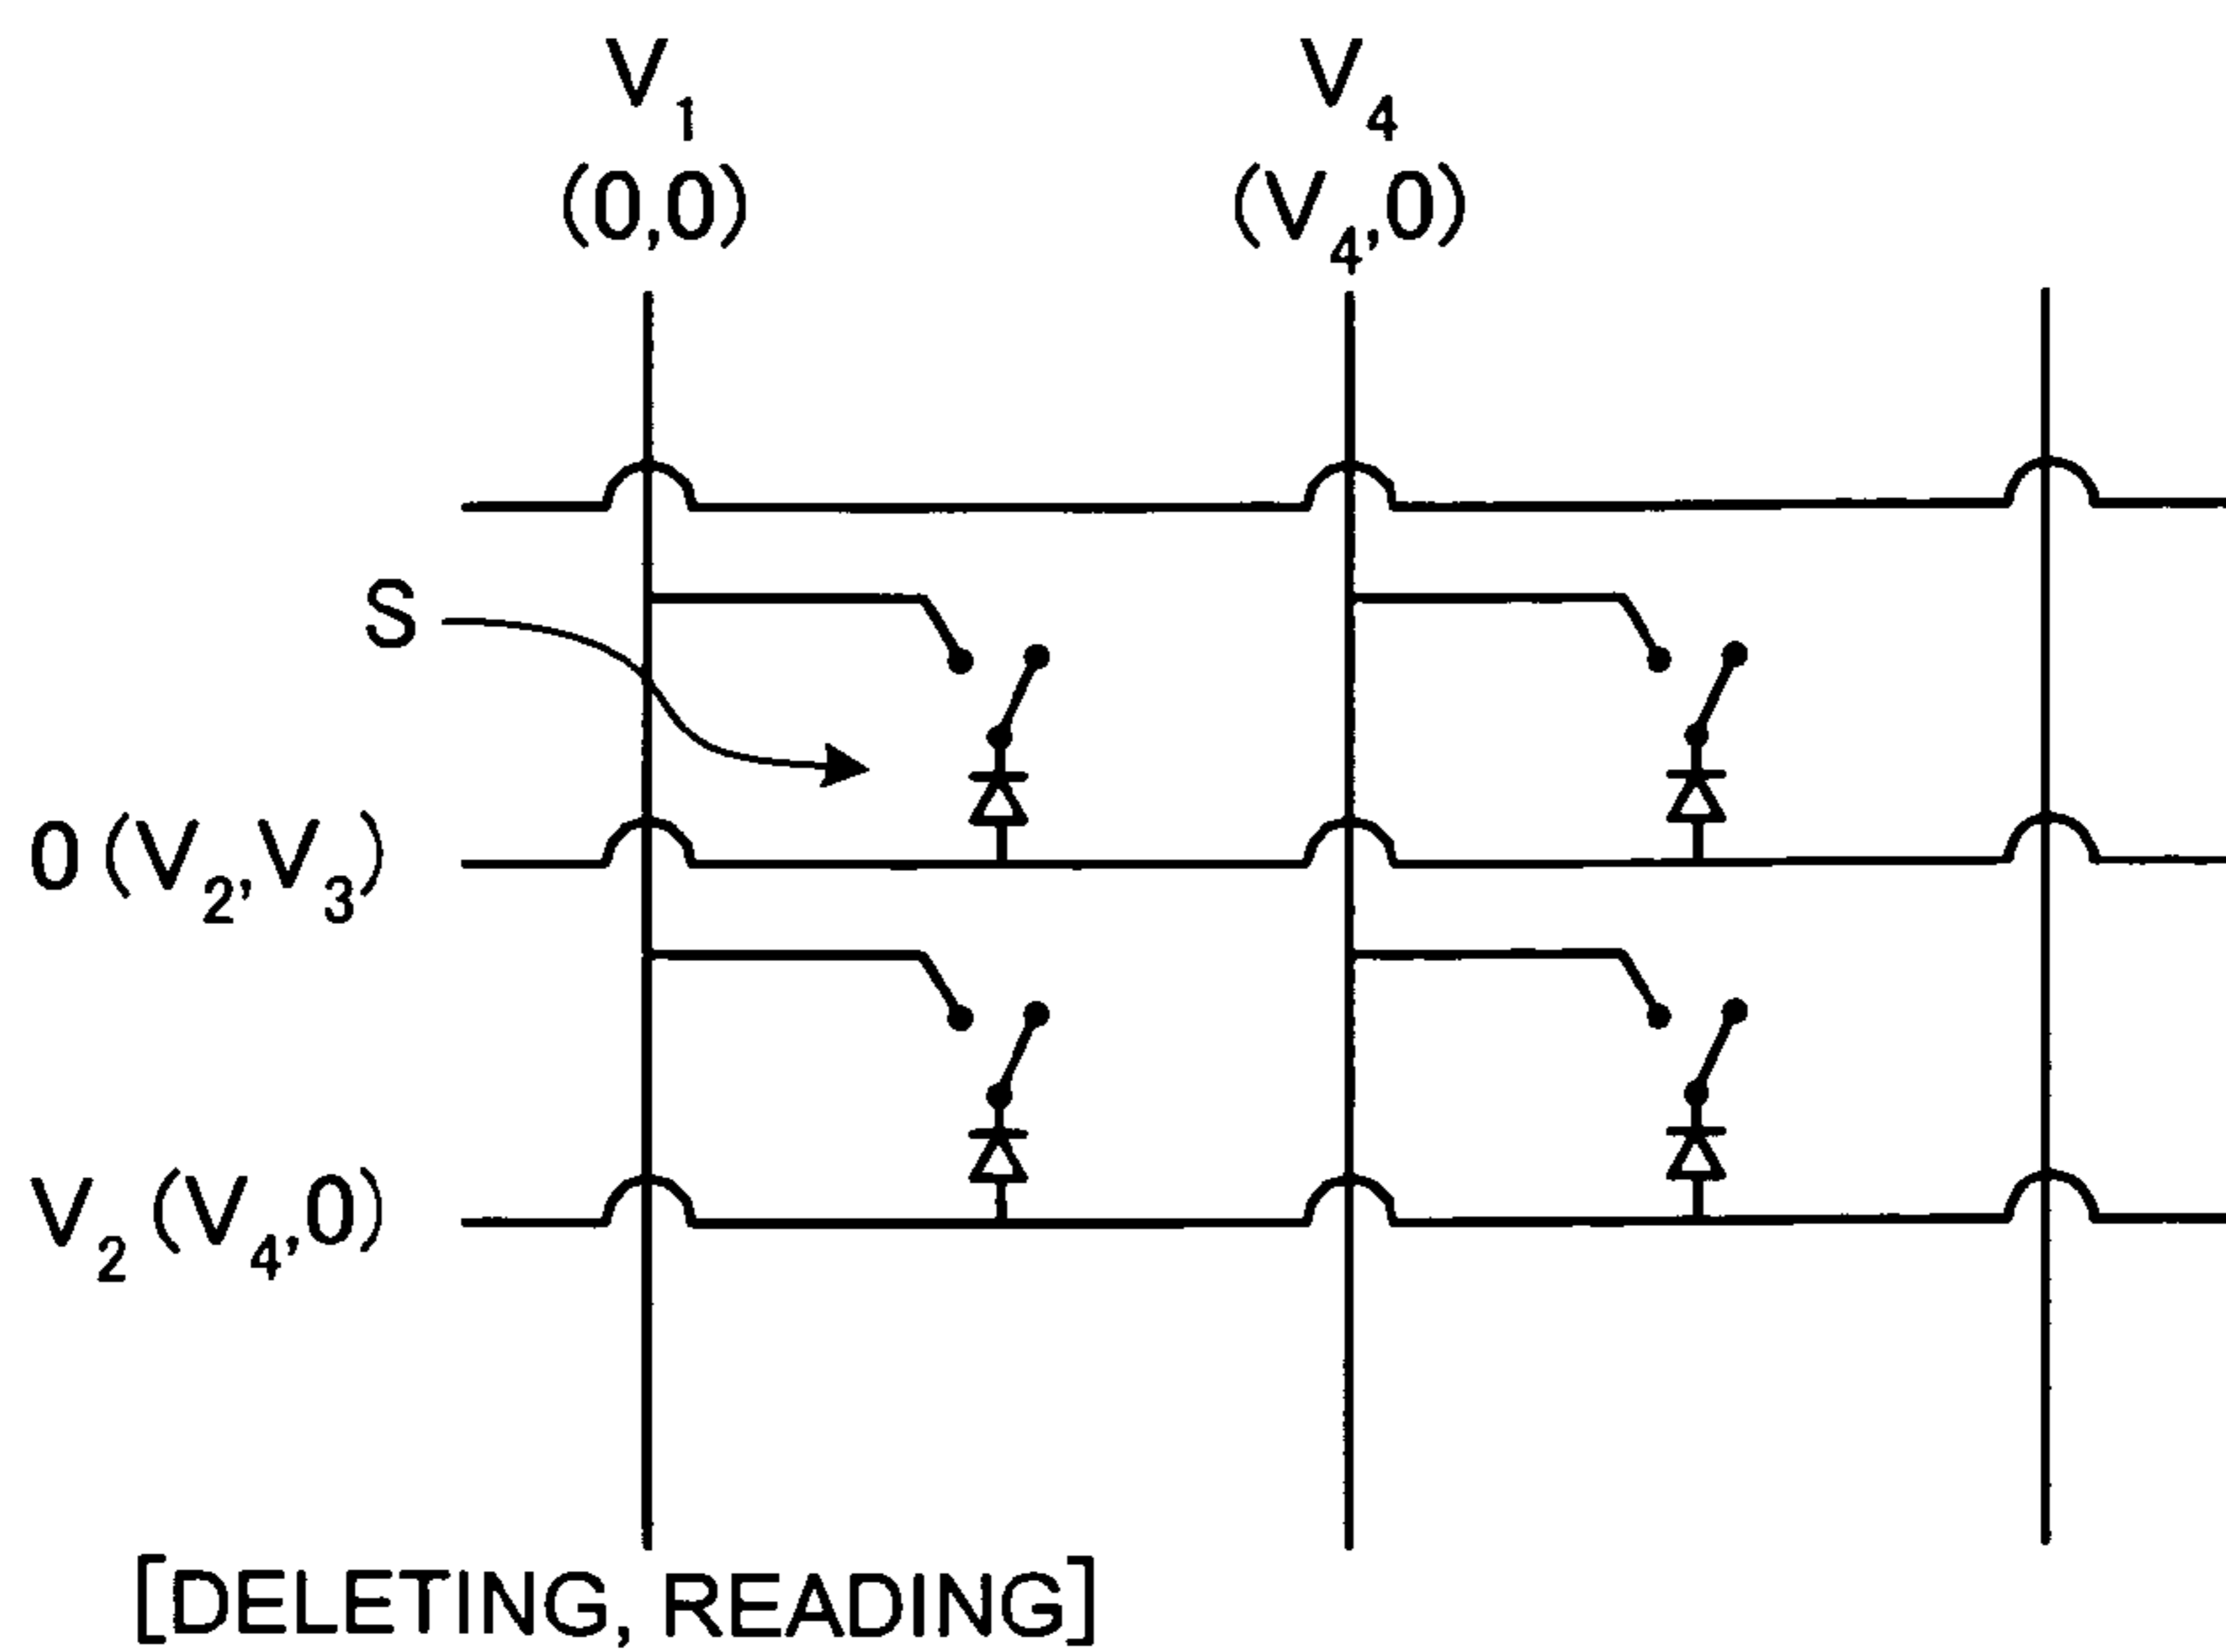 V₁ V₄
(0,0) (V₄,0)
S
0 (V₂,V₃)
V₂ (V₄,0)
[DELETING, READING]